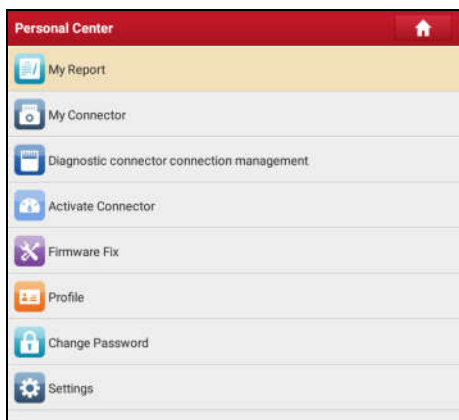 Personal Center
My Report
My Connector
Diagnostic connector connection management
Activate Connector
Firmware Fix
Profile
Change Password
Settings